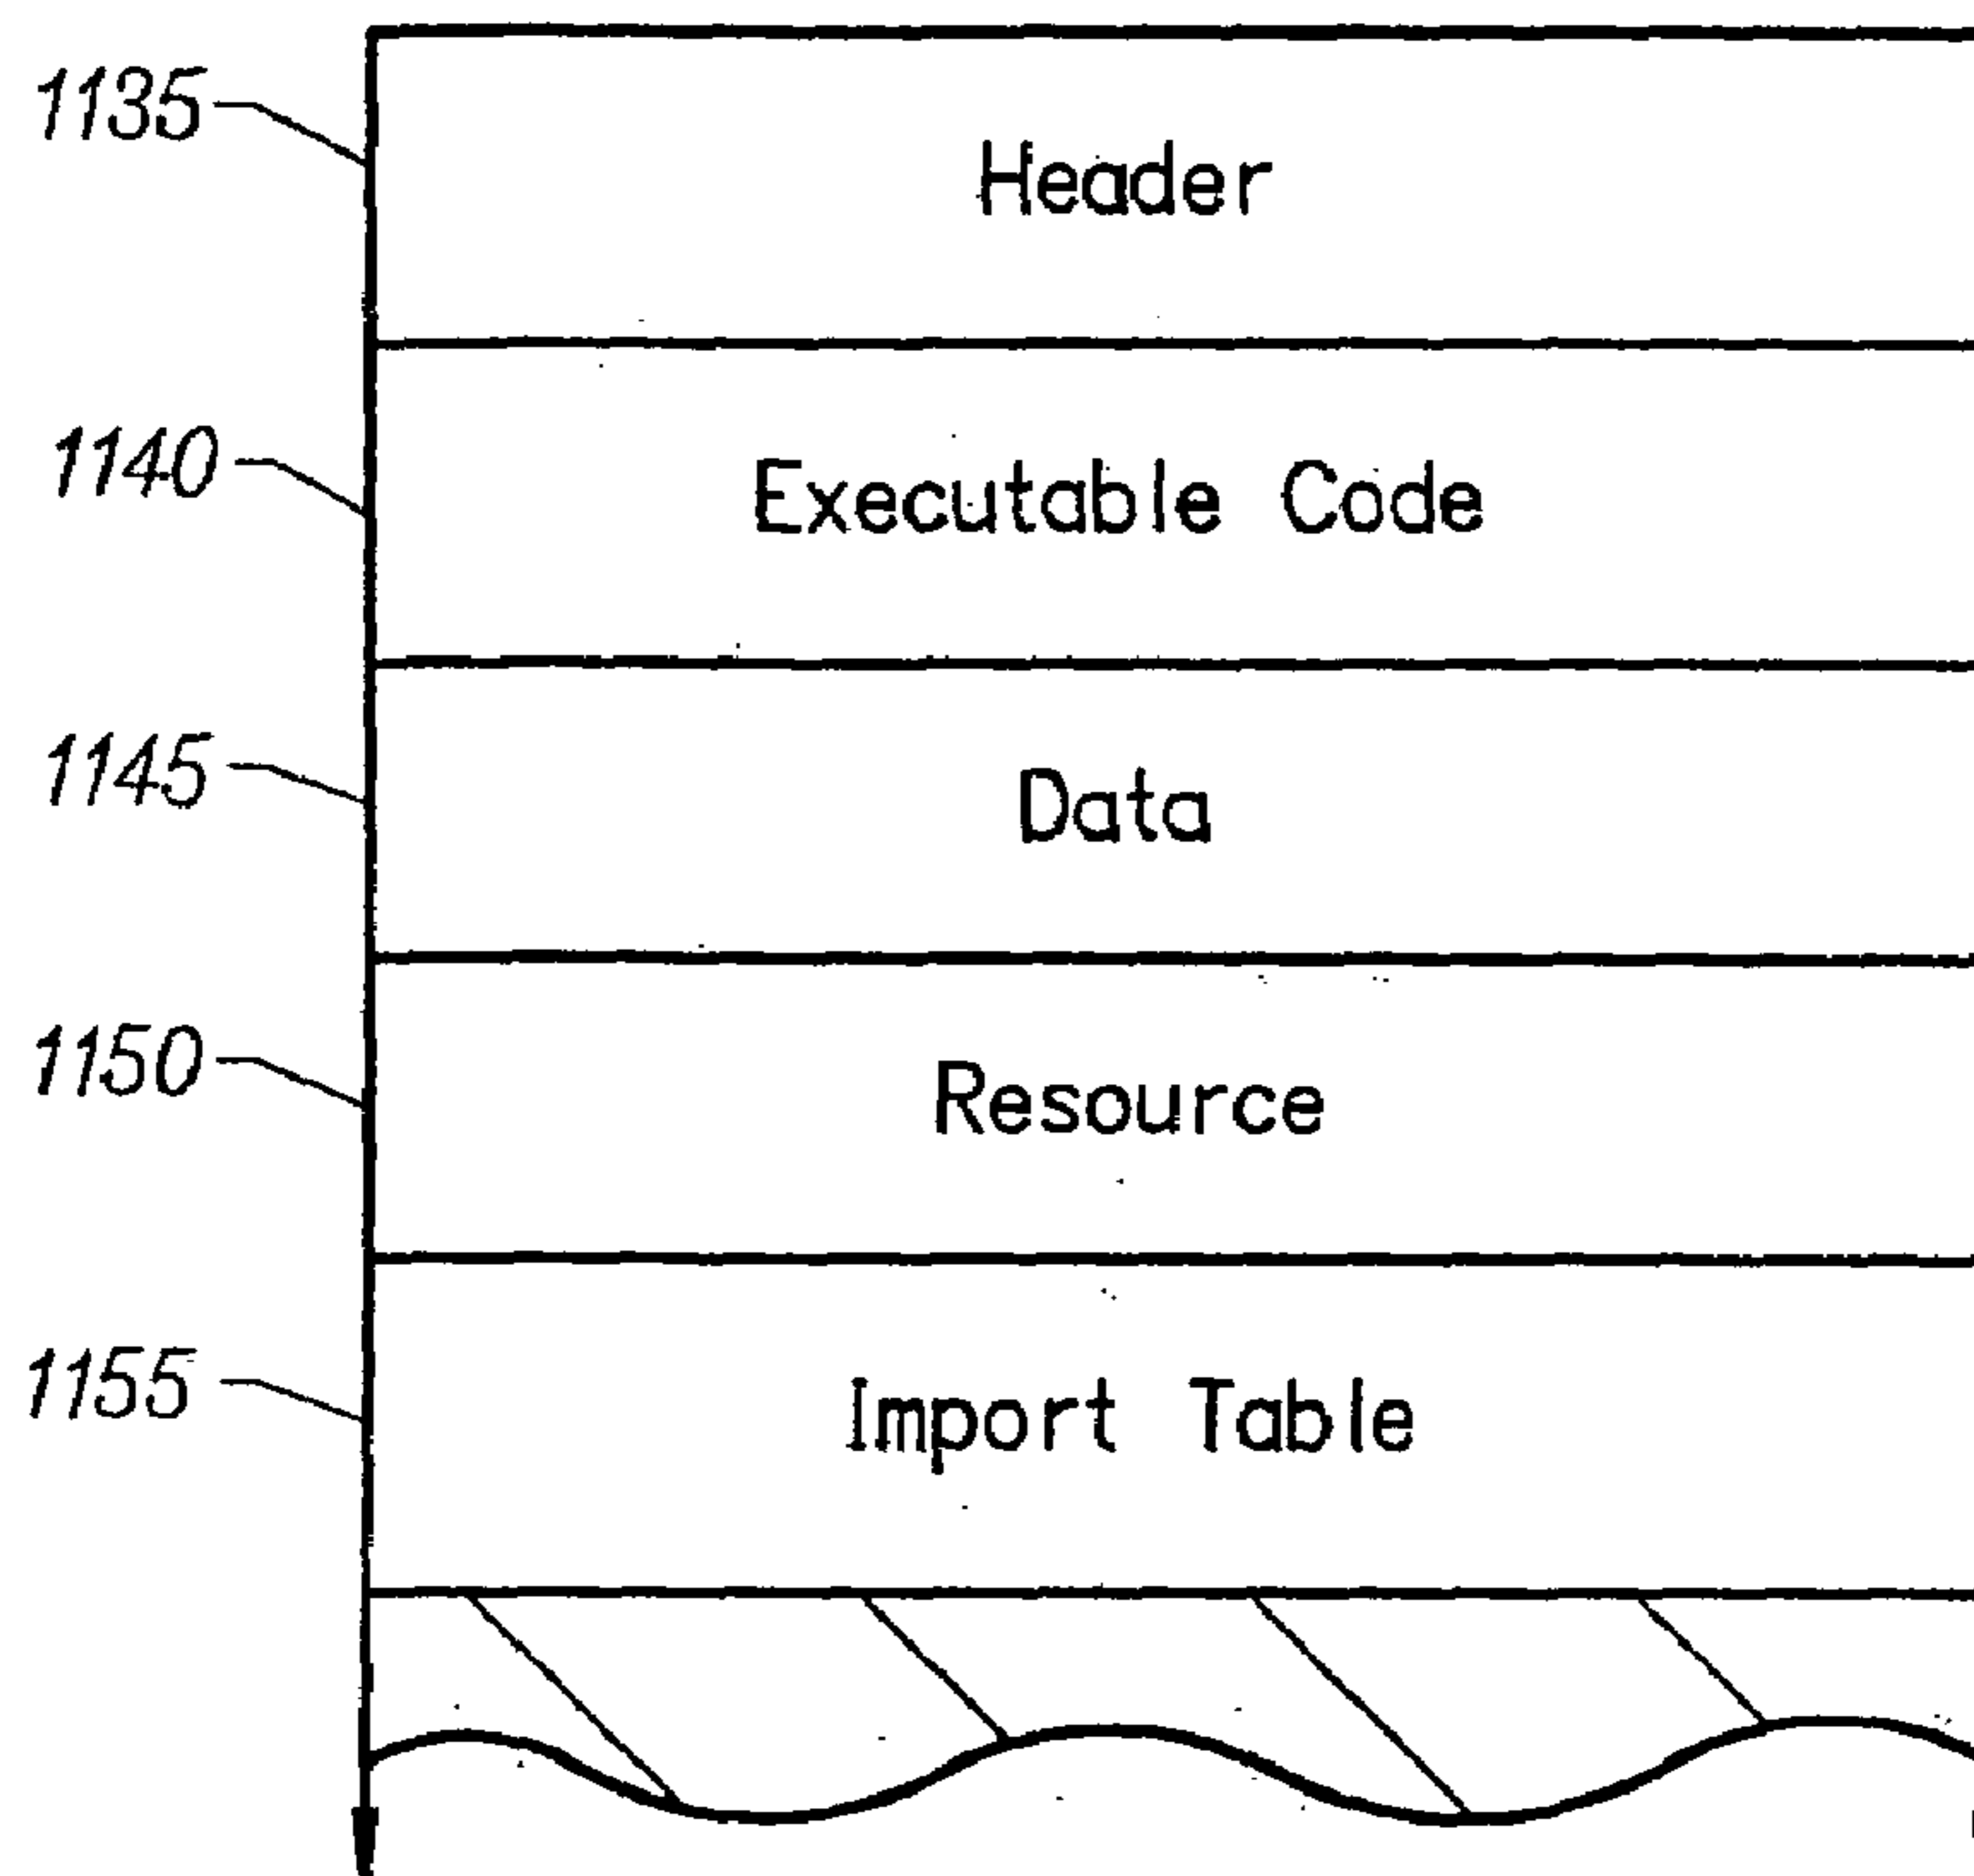 1135
Header
1140
Executable Code
1145
Data
1150
Resource
1155
Import Table